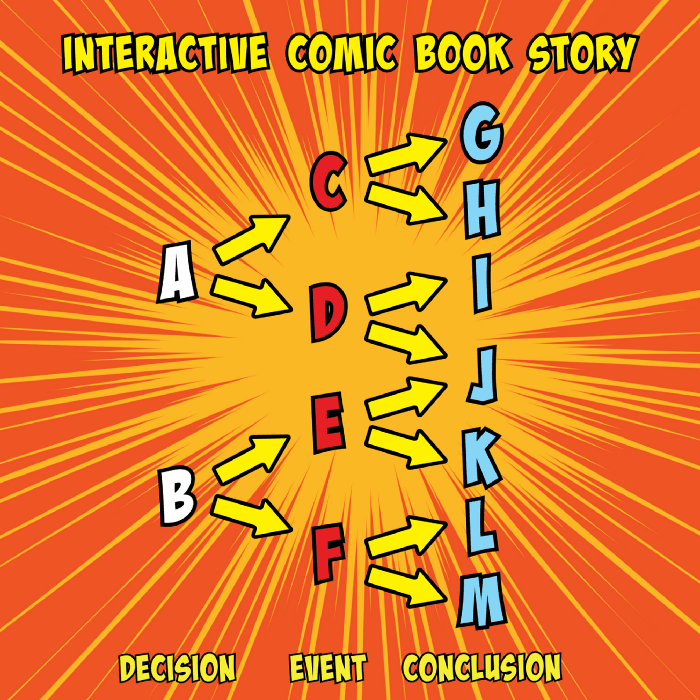 INTERACTIVE COMIC BOOK STORY
G
C
H
A
I
D
J
E
K
B
L
F
M
DECISION EVENT CONCLUSION